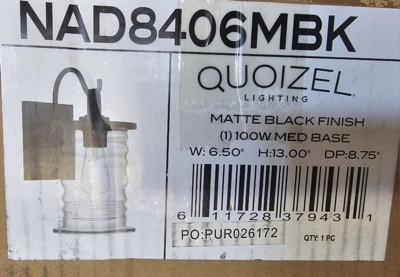 NAD8406MBK
QUOIZEL
LIGHTING
MATTE BLACK FINISH
(1) 100W MED BASE
W: 6.50" H:13.00" DP:8.75"
6 11728 37943 1
PO:PUR026172
QTY: 1 PC